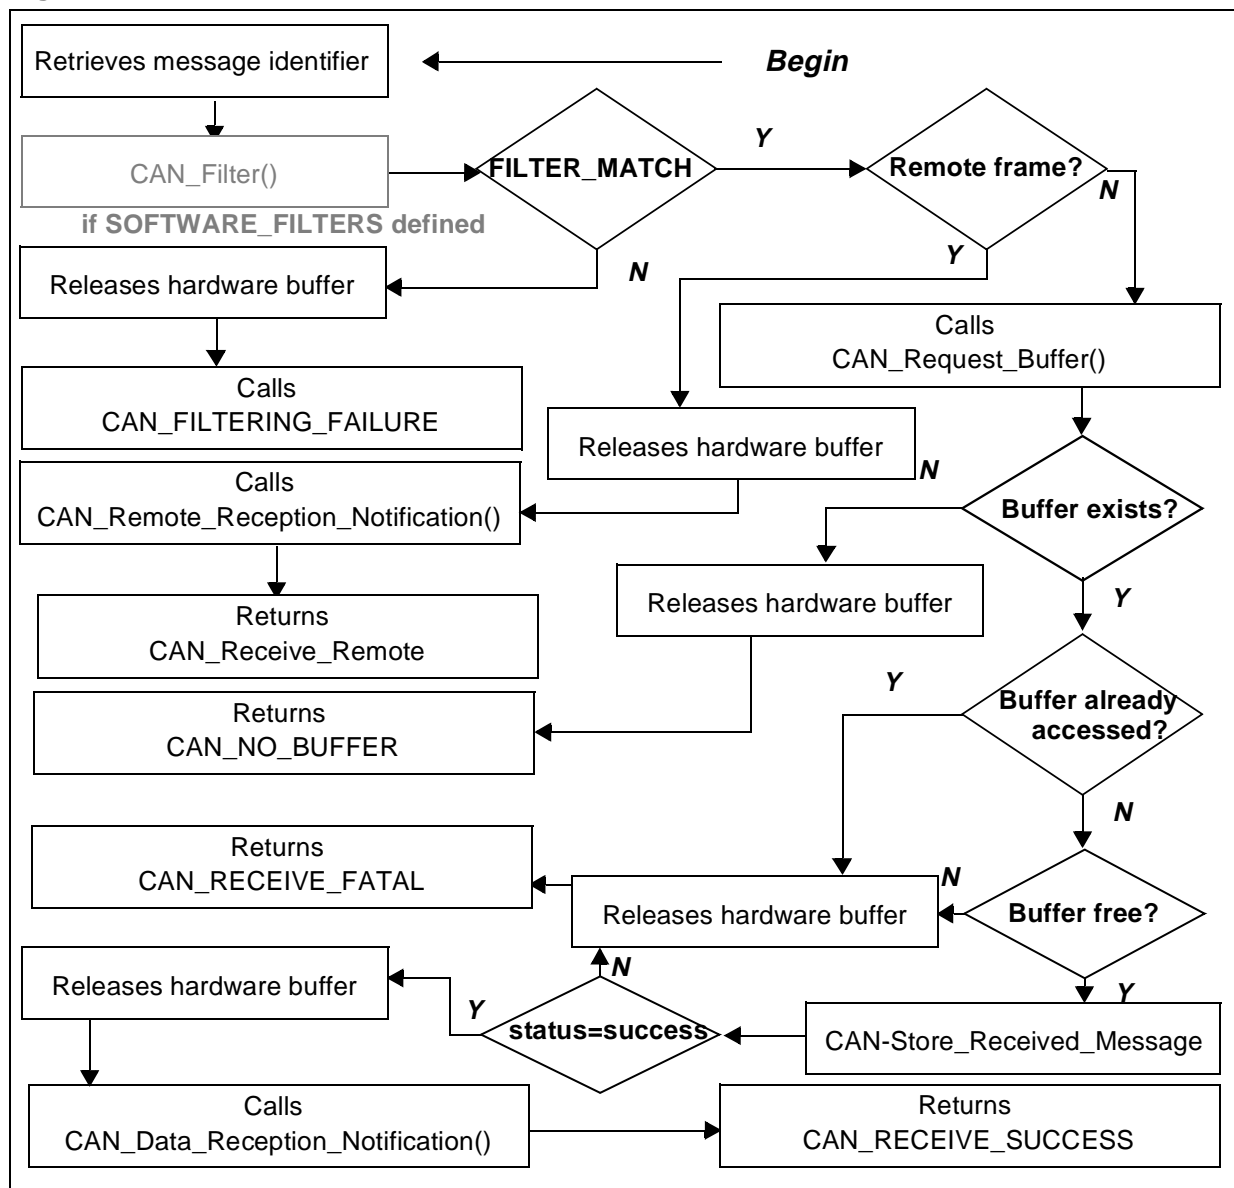 Retrieves message identifier
Begin
CAN_Filter()
if SOFTWARE_FILTERS defined
FILTER_MATCH
Y
Remote frame?
N
Y
N
Releases hardware buffer
Calls
CAN_Request_Buffer()
Calls
CAN_FILTERING_FAILURE
Releases hardware buffer
N
Buffer exists?
Calls
CAN_Remote_Reception_Notification()
Releases hardware buffer
Y
Returns
CAN_Receive_Remote
Y
Buffer already
accessed?
Returns
CAN_NO_BUFFER
N
Returns
CAN_RECEIVE_FATAL
Releases hardware buffer
N
Buffer free?
Releases hardware buffer
N
Y
status=success
Y
CAN-Store_Received_Message
Calls
CAN_Data_Reception_Notification()
Returns
CAN_RECEIVE_SUCCESS